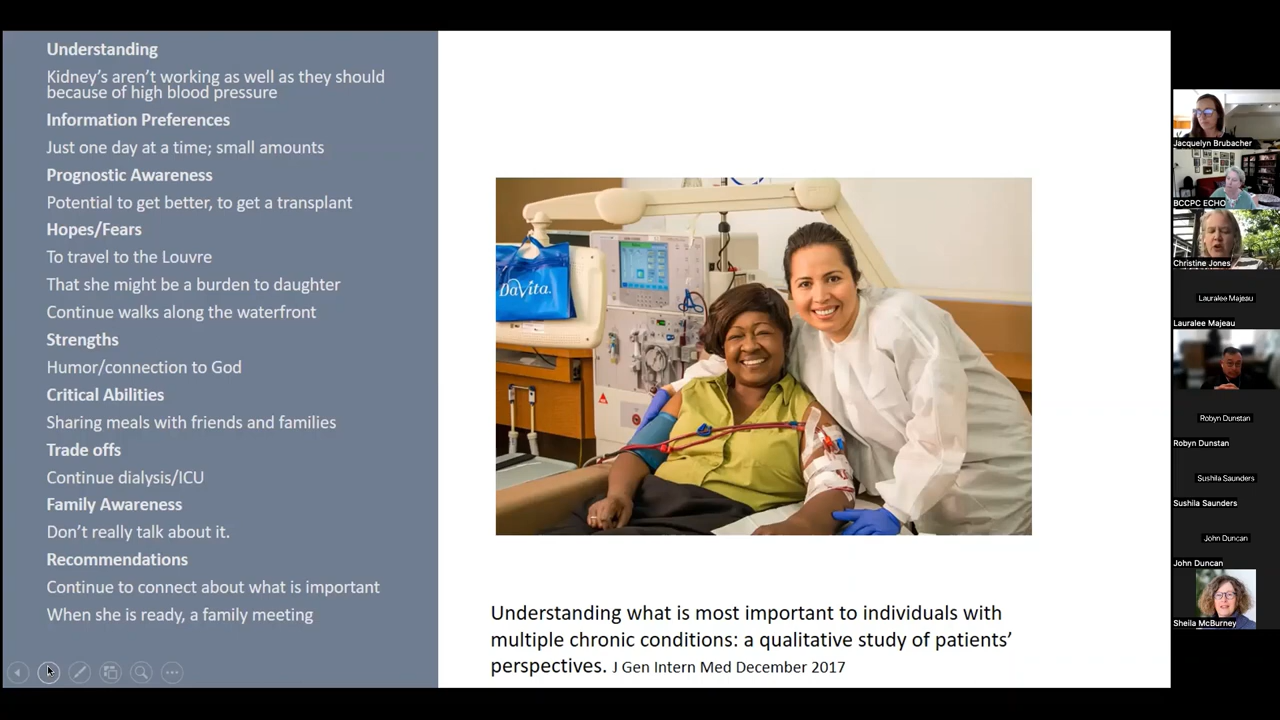 Understanding
Kidney's aren't working as well as they should
because of high blood pressure
Information Preferences
Just one day at a time; small amounts
Prognostic Awareness
Potential to get better, to get a transplant
Hopes/Fears
To travel to the Louvre
That she might be a burden to daughter
Continue walks along the waterfront
Strengths
Humor/connection to God
Critical Abilities
Sharing meals with friends and families
Trade offs
Continue dialysis/ICU
Family Awareness
Don't really talk about it.
Recommendations
Continue to connect about what is important
When she is ready, a family meeting
DaVita.
Understanding what is most important to individuals with
multiple chronic conditions: a qualitative study of patients'
perspectives. J Gen Intern Med December 2017
Jacquelyn Brubacher
BCCPC ECHO
Christine Jones
Lauralee Majeau
Lauralee Majeau
Robyn Dunstan
Robyn Dunstan
Sushila Saunders
Sushila Saunders
John Duncan
John Duncan
Sheila McBurney